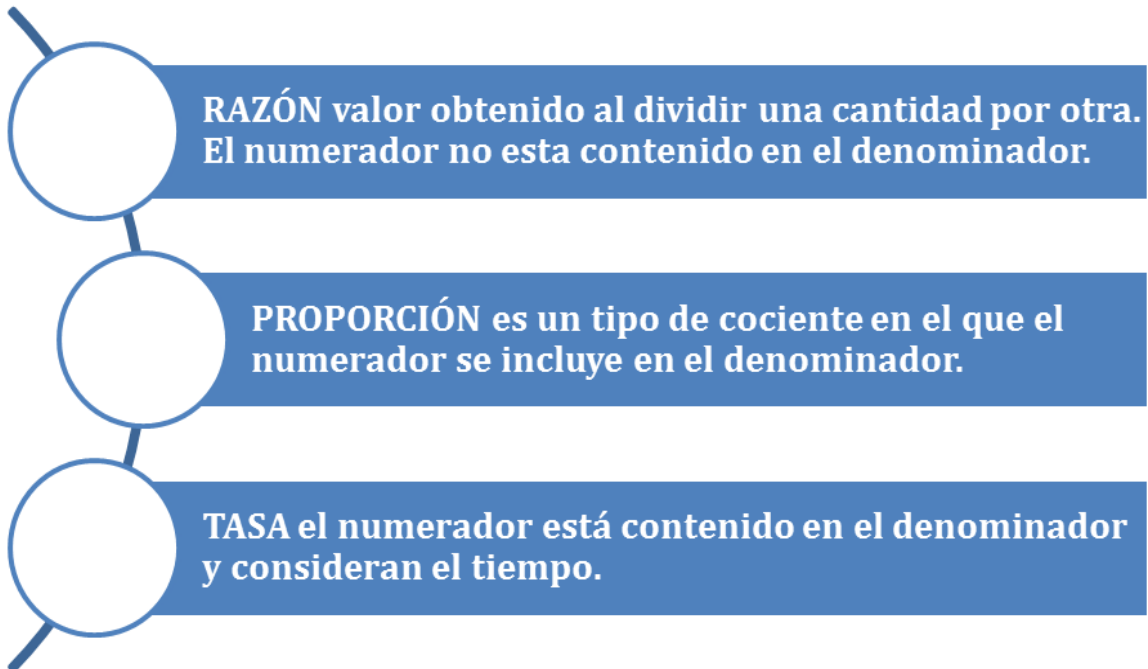 RAZÓN valor obtenido al dividir una cantidad por otra.
El numerador no esta contenido en el denominador.
PROPORCIÓN es un tipo de cociente en el que el
numerador se incluye en el denominador.
TASA el numerador está contenido en el denominador
y consideran el tiempo.